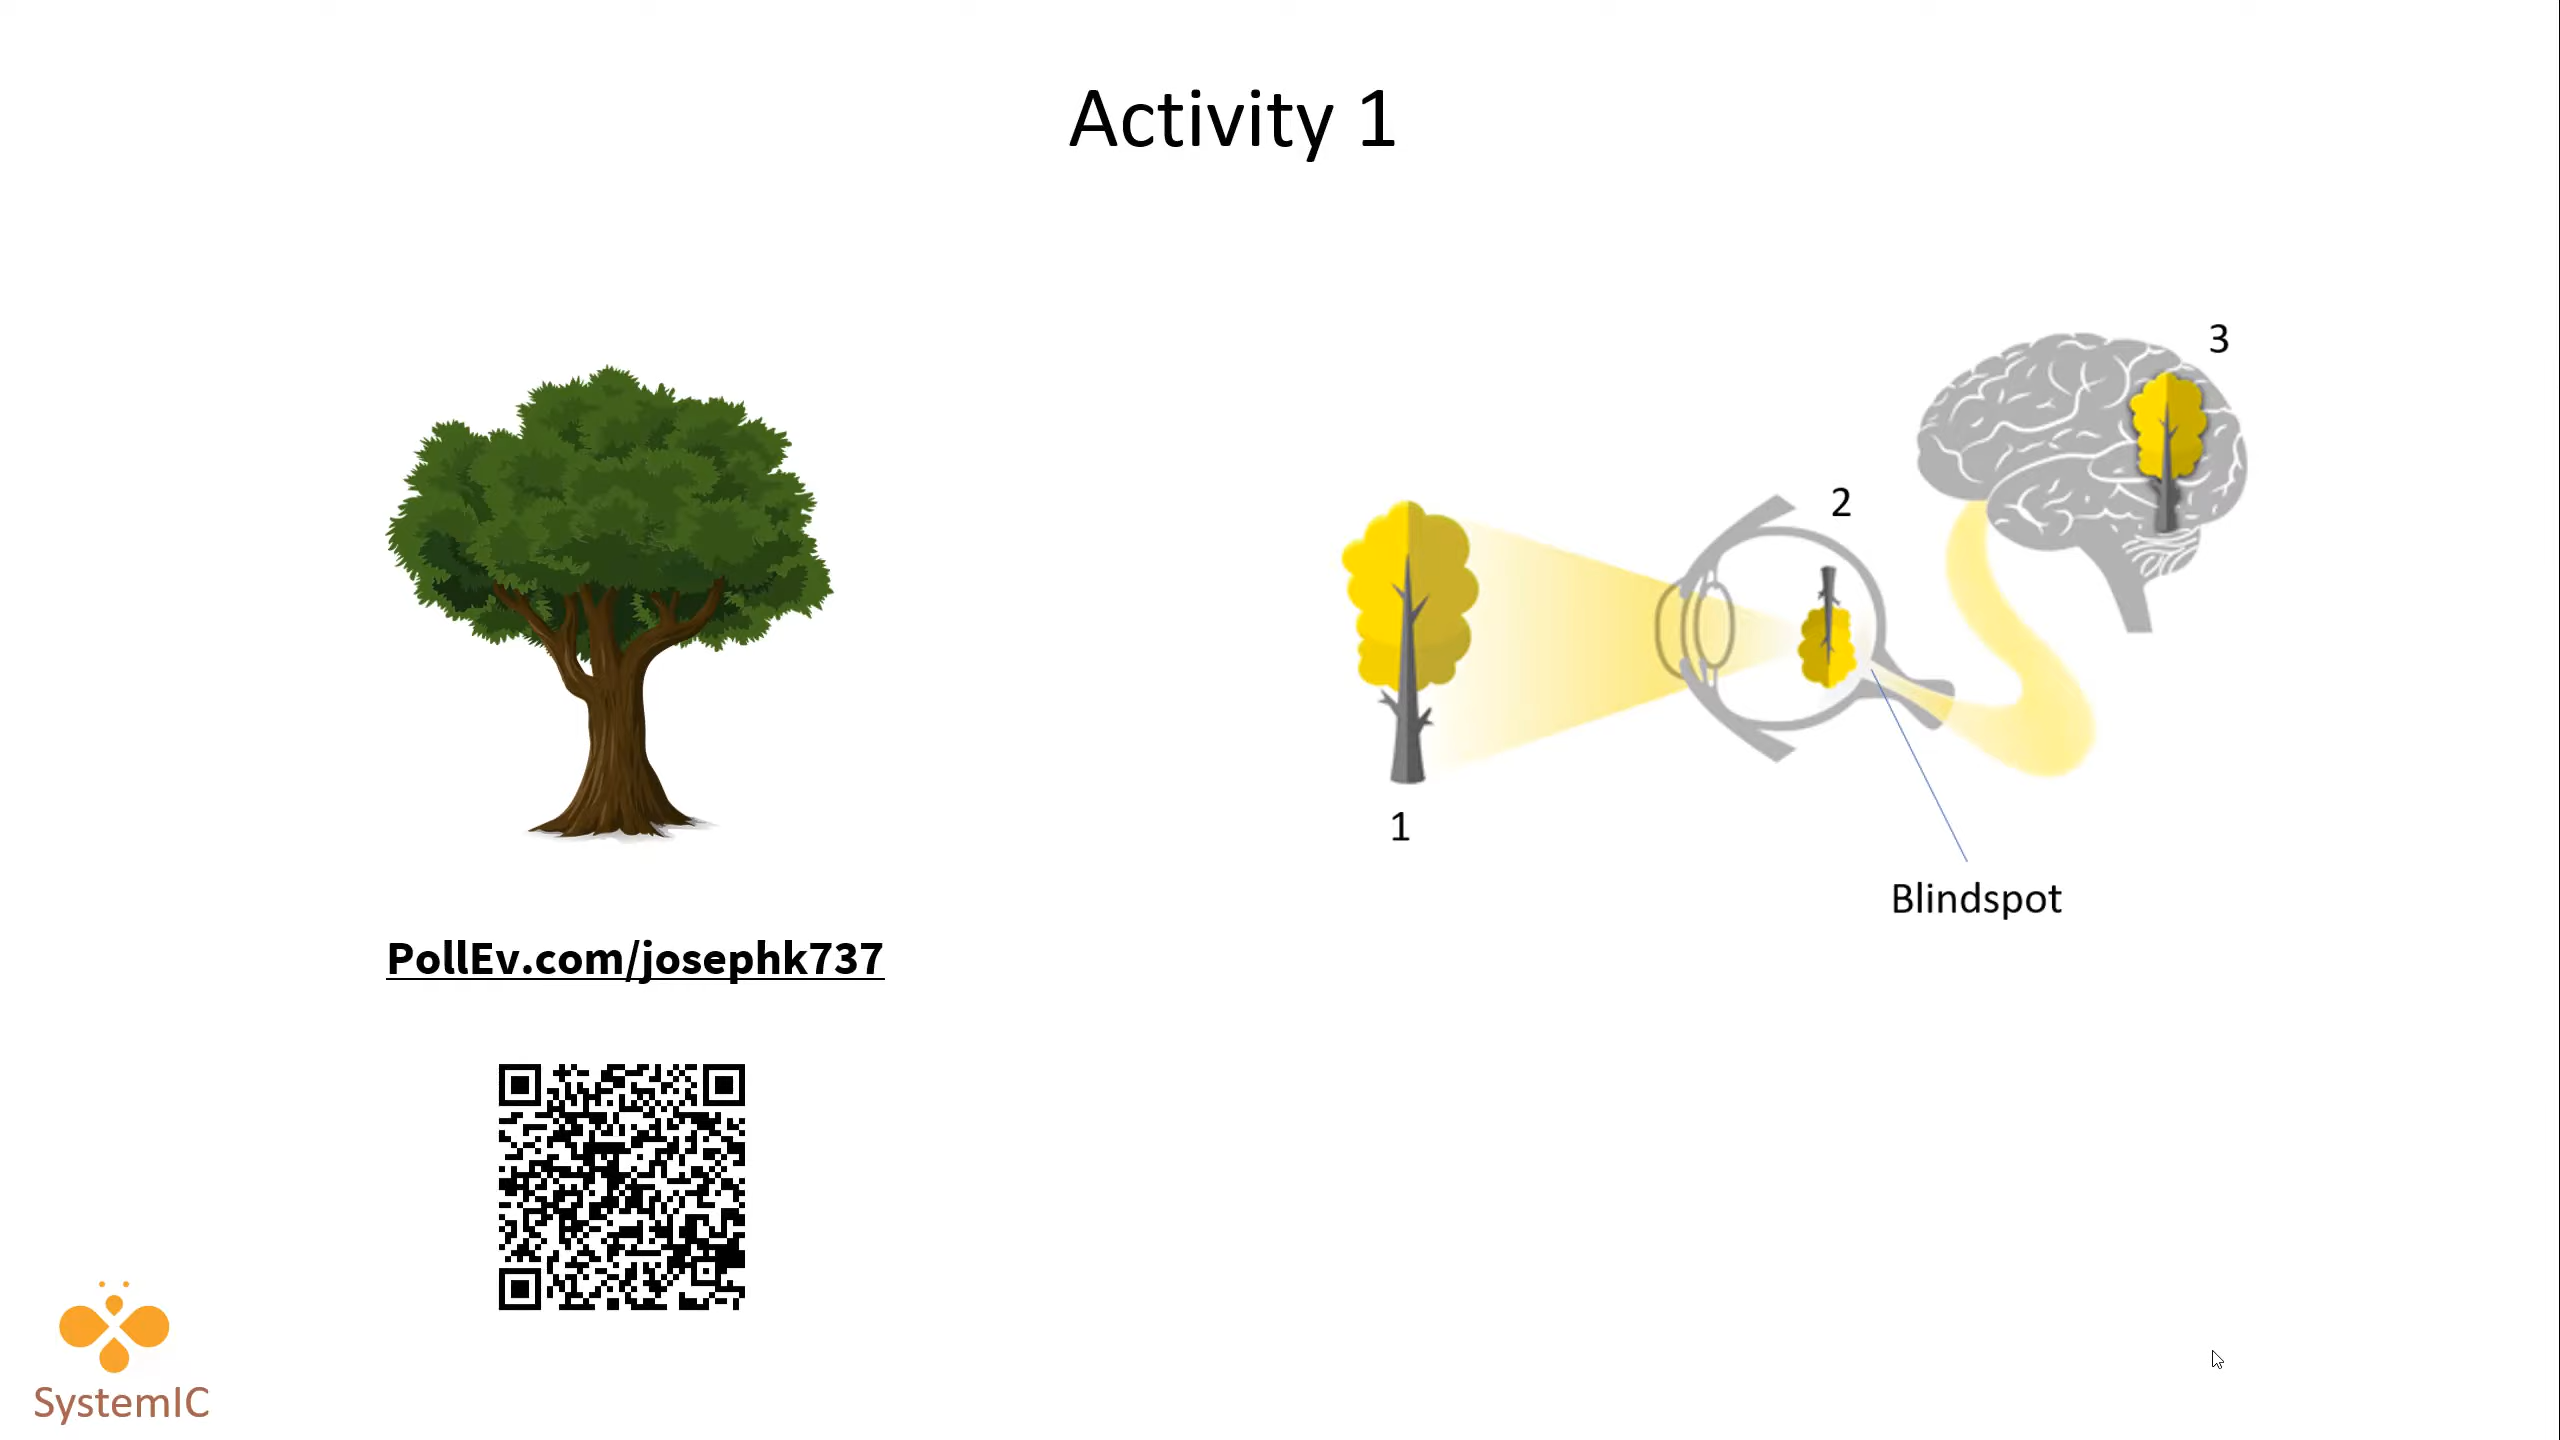 Activity 1
PollEv.com/josephk737
1
2
3
Blindspot
SystemIC